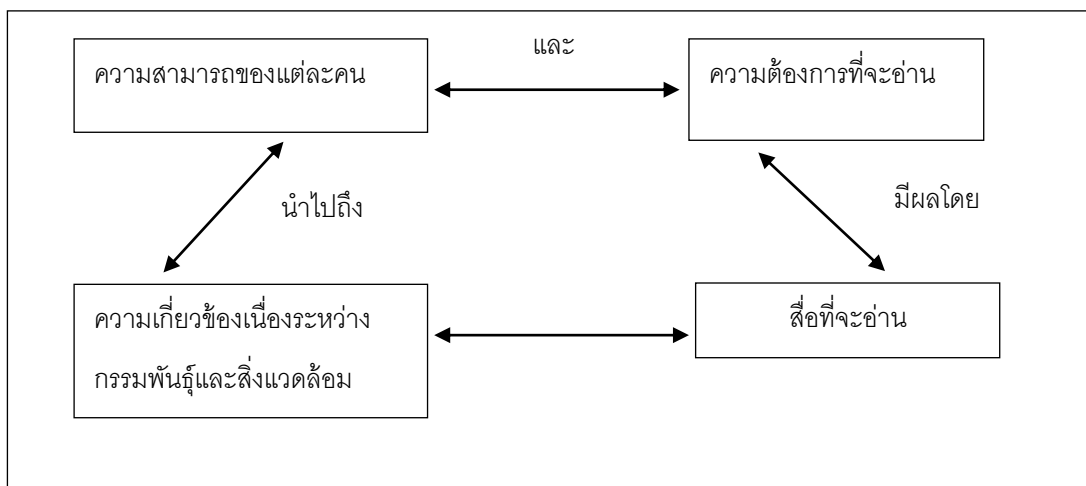 และ
ความสามารถของแต่ละคน
ความต้องการที่จะอ่าน
นำไปถึง
มีผลโดย
ความเกี่ยวข้องเนื่องระหว่าง
กรรมพันธุ์และสิ่งแวดล้อม
สื่อที่จะอ่าน